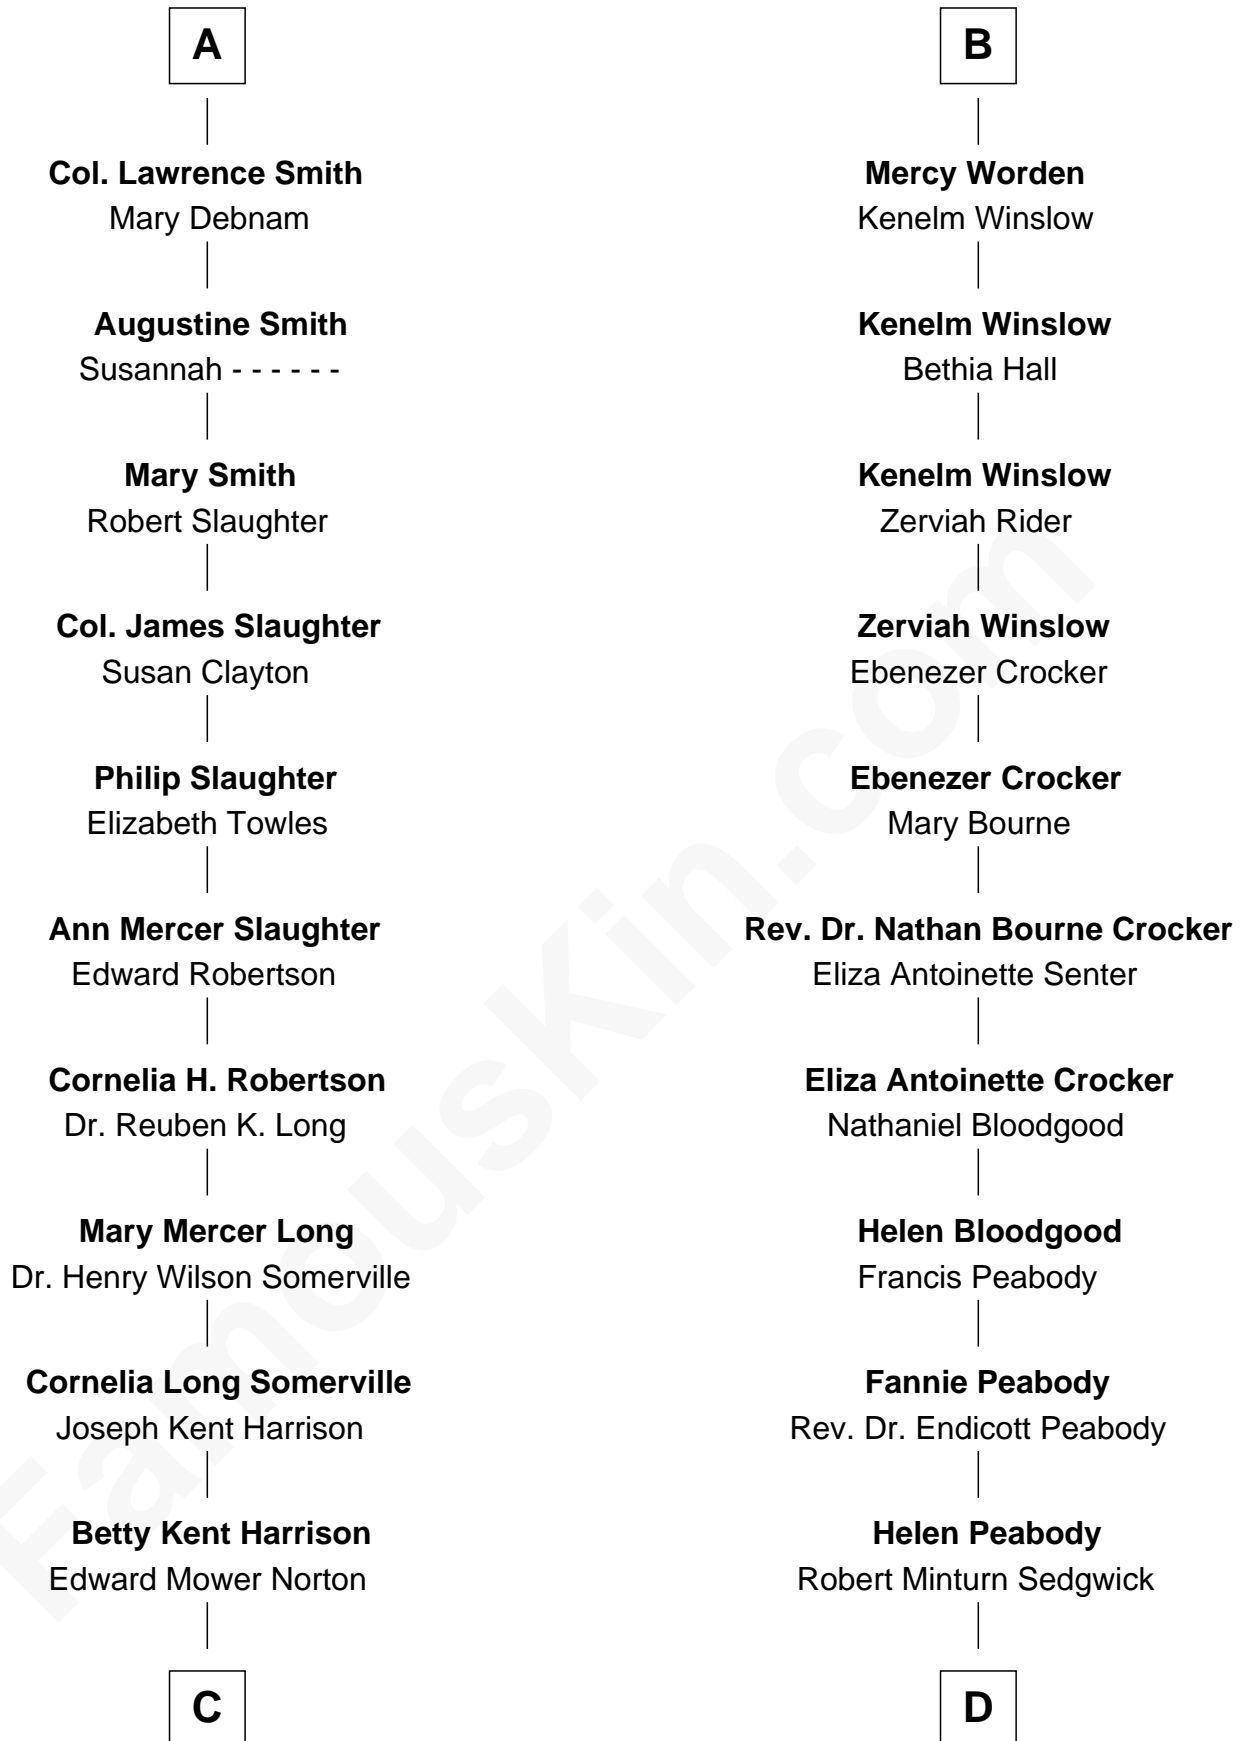 A
Col. Lawrence Smith
Mary Debnam
Augustine Smith
Susannah - - - - - -
Mary Smith
Robert Slaughter
Col. James Slaughter
Susan Clayton
Philip Slaughter
Elizabeth Towles
Ann Mercer Slaughter
Edward Robertson
Cornelia H. Robertson
Dr. Reuben K. Long
Mary Mercer Long
Dr. Henry Wilson Somerville
Cornelia Long Somerville
Joseph Kent Harrison
Betty Kent Harrison
Edward Mower Norton
C
B
Mercy Worden
Kenelm Winslow
Kenelm Winslow
Bethia Hall
Kenelm Winslow
Zerviah Rider
Zerviah Winslow
Ebenezer Crocker
Ebenezer Crocker
Mary Bourne
Rev. Dr. Nathan Bourne Crocker
Eliza Antoinette Senter
Eliza Antoinette Crocker
Nathaniel Bloodgood
Helen Bloodgood
Francis Peabody
Fannie Peabody
Rev. Dr. Endicott Peabody
Helen Peabody
Robert Minturn Sedgwick
D
FamousKin.com